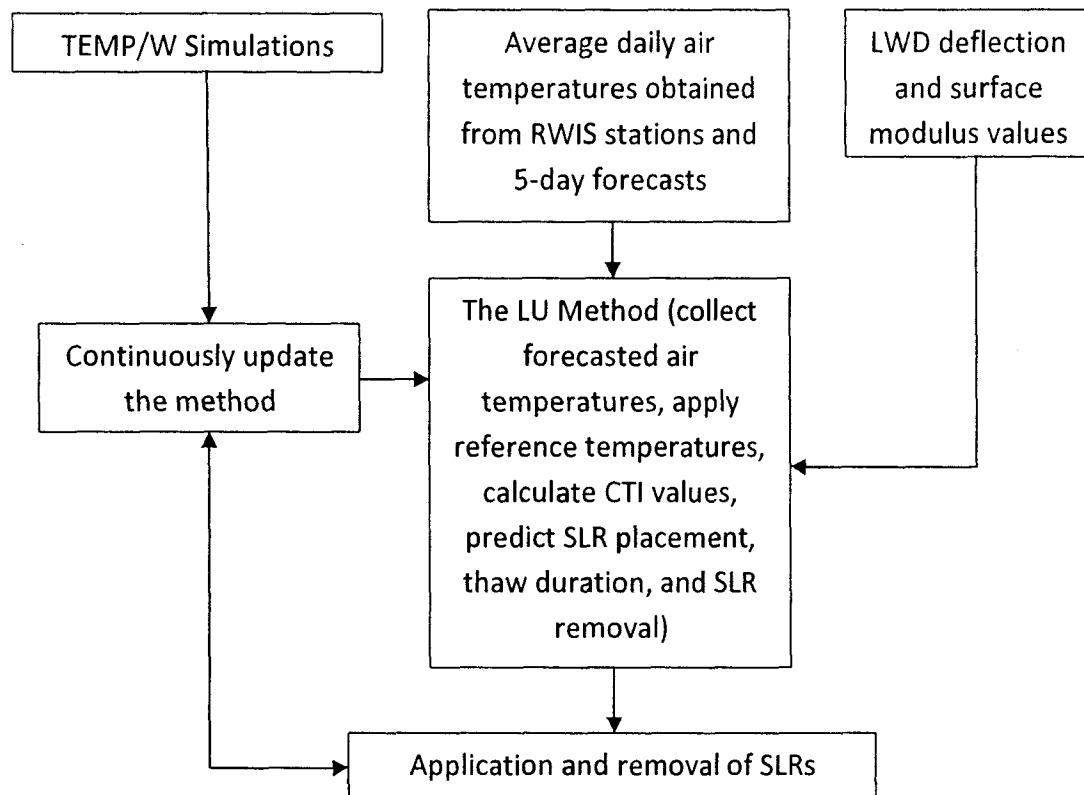 TEMP/W Simulations
Average daily air
temperatures obtained
from RWIS stations and
5-day forecasts
LWD deflection
and surface
modulus values
Continuously update
the method
The LU Method (collect
forecasted air
temperatures, apply
reference temperatures,
calculate CTI values,
predict SLR placement,
thaw duration, and SLR
removal)
Application and removal of SLRs